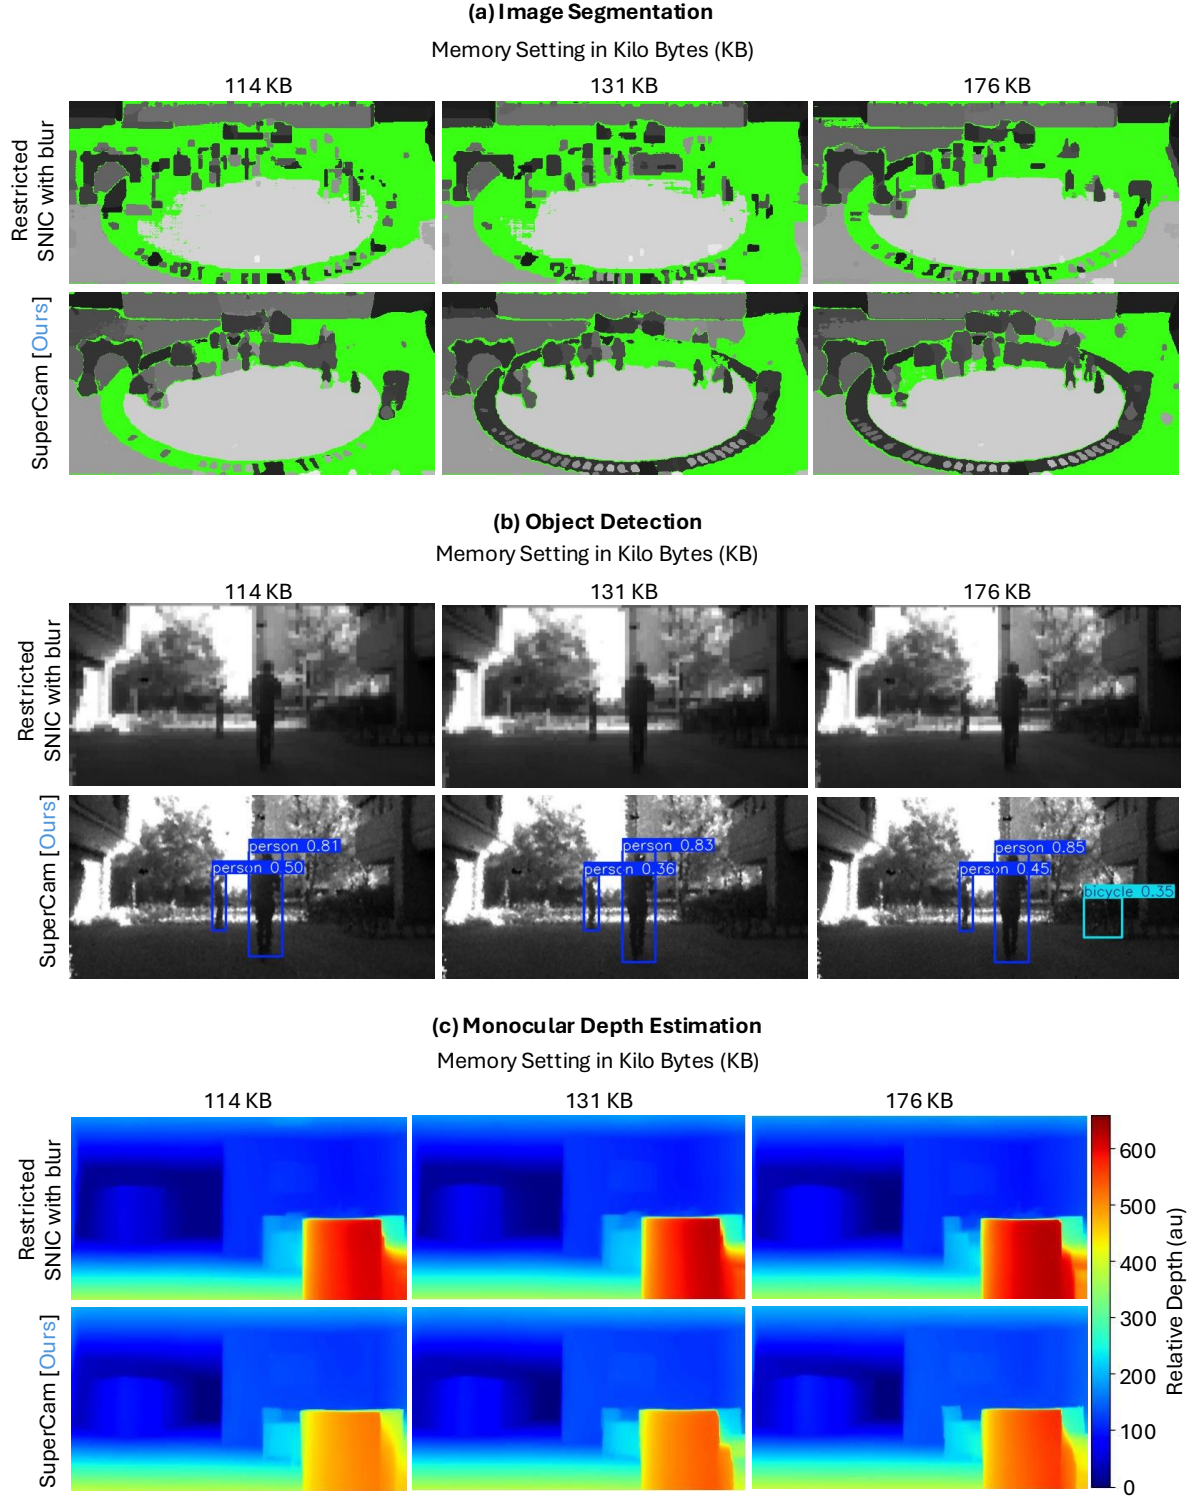 (a) Image Segmentation
Memory Setting in Kilo Bytes (KB)
114 KB 131 KB 176 KB
Restricted
SNIC with blur
SuperCam [Ours]
(b) Object Detection
Memory Setting in Kilo Bytes (KB)
114 KB 131 KB 176 KB
Restricted
SNIC with blur
SuperCam [Ours]
person 0.81
person 0.50
person 0.83
person 0.36
person 0.85
person 0.45
bicycle 0.35
(c) Monocular Depth Estimation
Memory Setting in Kilo Bytes (KB)
114 KB 131 KB 176 KB
Restricted
SNIC with blur
SuperCam [Ours]
600
500
400
300
200
100
0
Relative Depth (au)